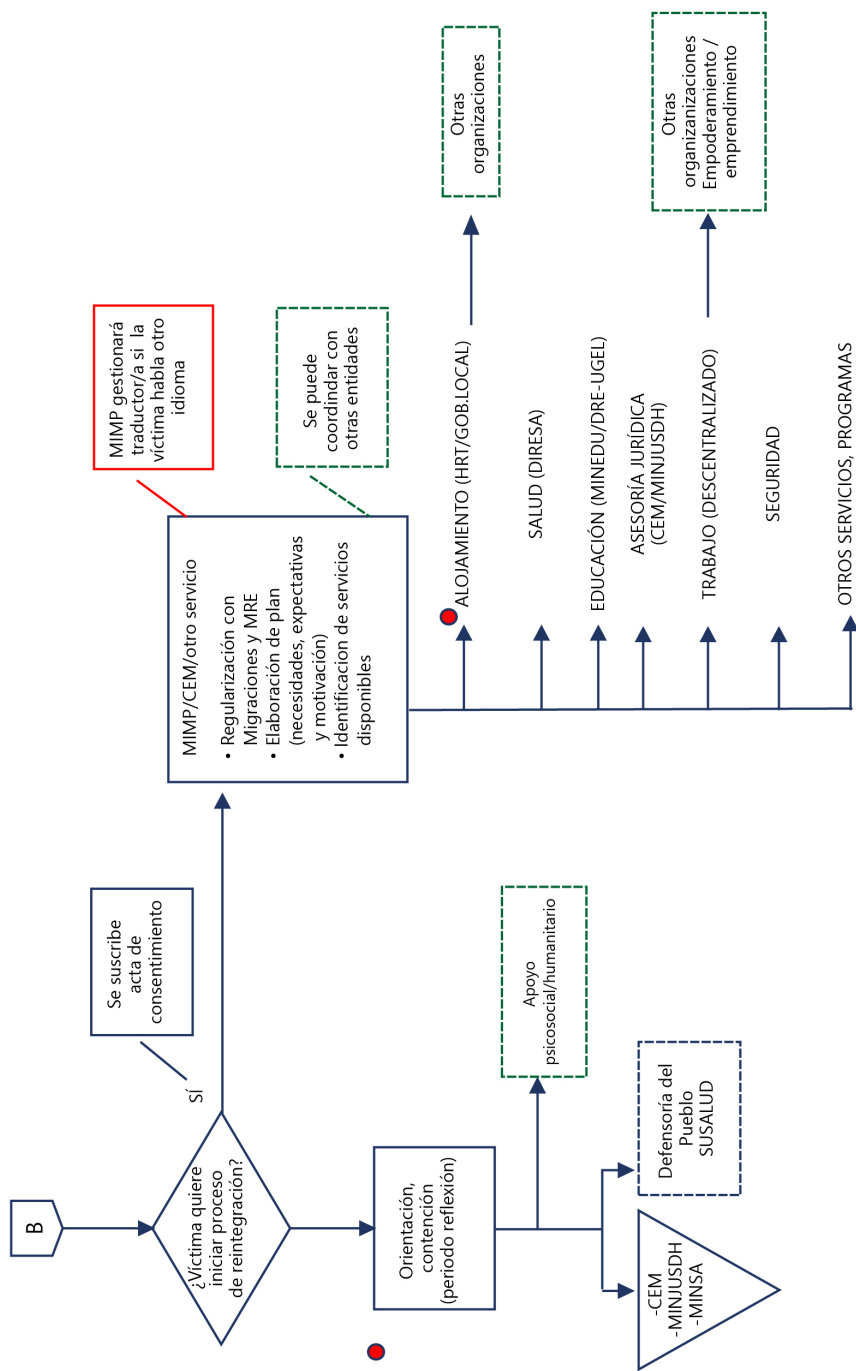 B
¿Víctima quiere
iniciar proceso
de reintegración?
SÍ
Se suscribe
acta de
consentimiento
MIMP/CEM/otro servicio
• Regularización con
Migraciones y MRE
• Elaboración de plan
(necesidades, expectativas
y motivación)
• Identificacion de servicios
disponibles
MIMP gestionará
traductor/a si la
víctima habla otro
idioma
Se puede
coordindar con
otras entidades
Orientación,
contención
(periodo reflexión)
Apoyo
psicosocial/humanitario
-CEM
-MINJUSDH
-MINSA
Defensoría del
Pueblo
SUSALUD
ALOJAMIENTO (HRT/GOB.LOCAL)
Otras
organizaciones
SALUD (DIRESA)
EDUCACIÓN (MINEDU/DRE-UGEL)
ASESORÍA JURÍDICA
(CEM/MINJUSDH)
TRABAJO (DESCENTRALIZADO)
Otras
organizanizaciones
Empoderamiento /
emprendimiento
SEGURIDAD
OTROS SERVICIOS, PROGRAMAS